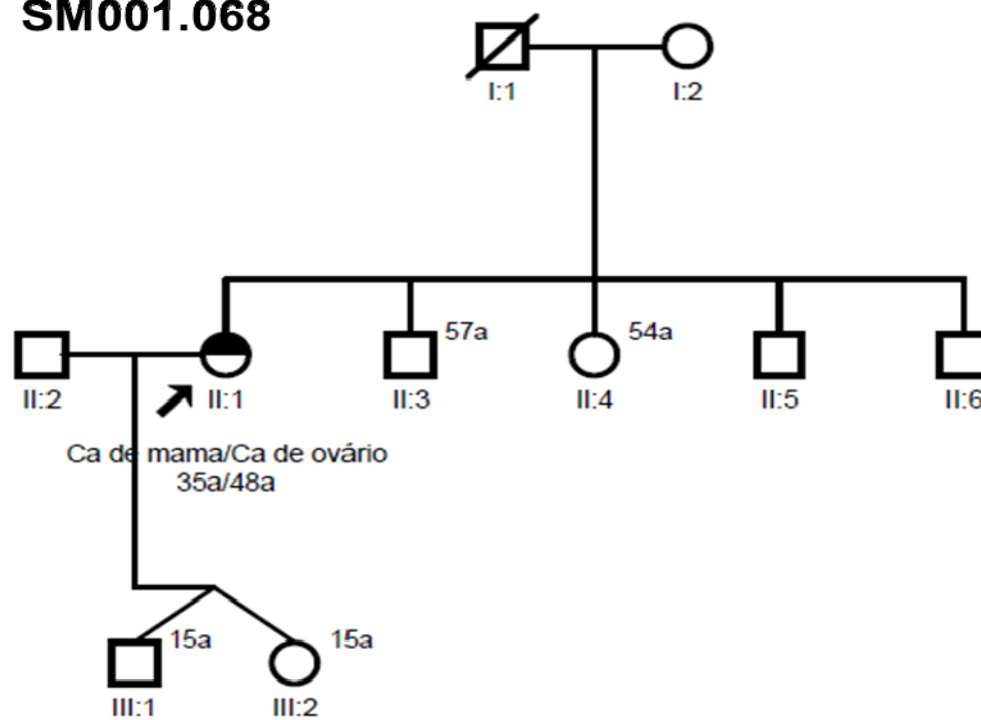 SM001.068
I:1
I:2
57a
54a
II:2
II:1
II:3
II:4
II:5
II:6
Ca de mama/Ca de ovário
35a/48a
15a
15a
III:1
III:2